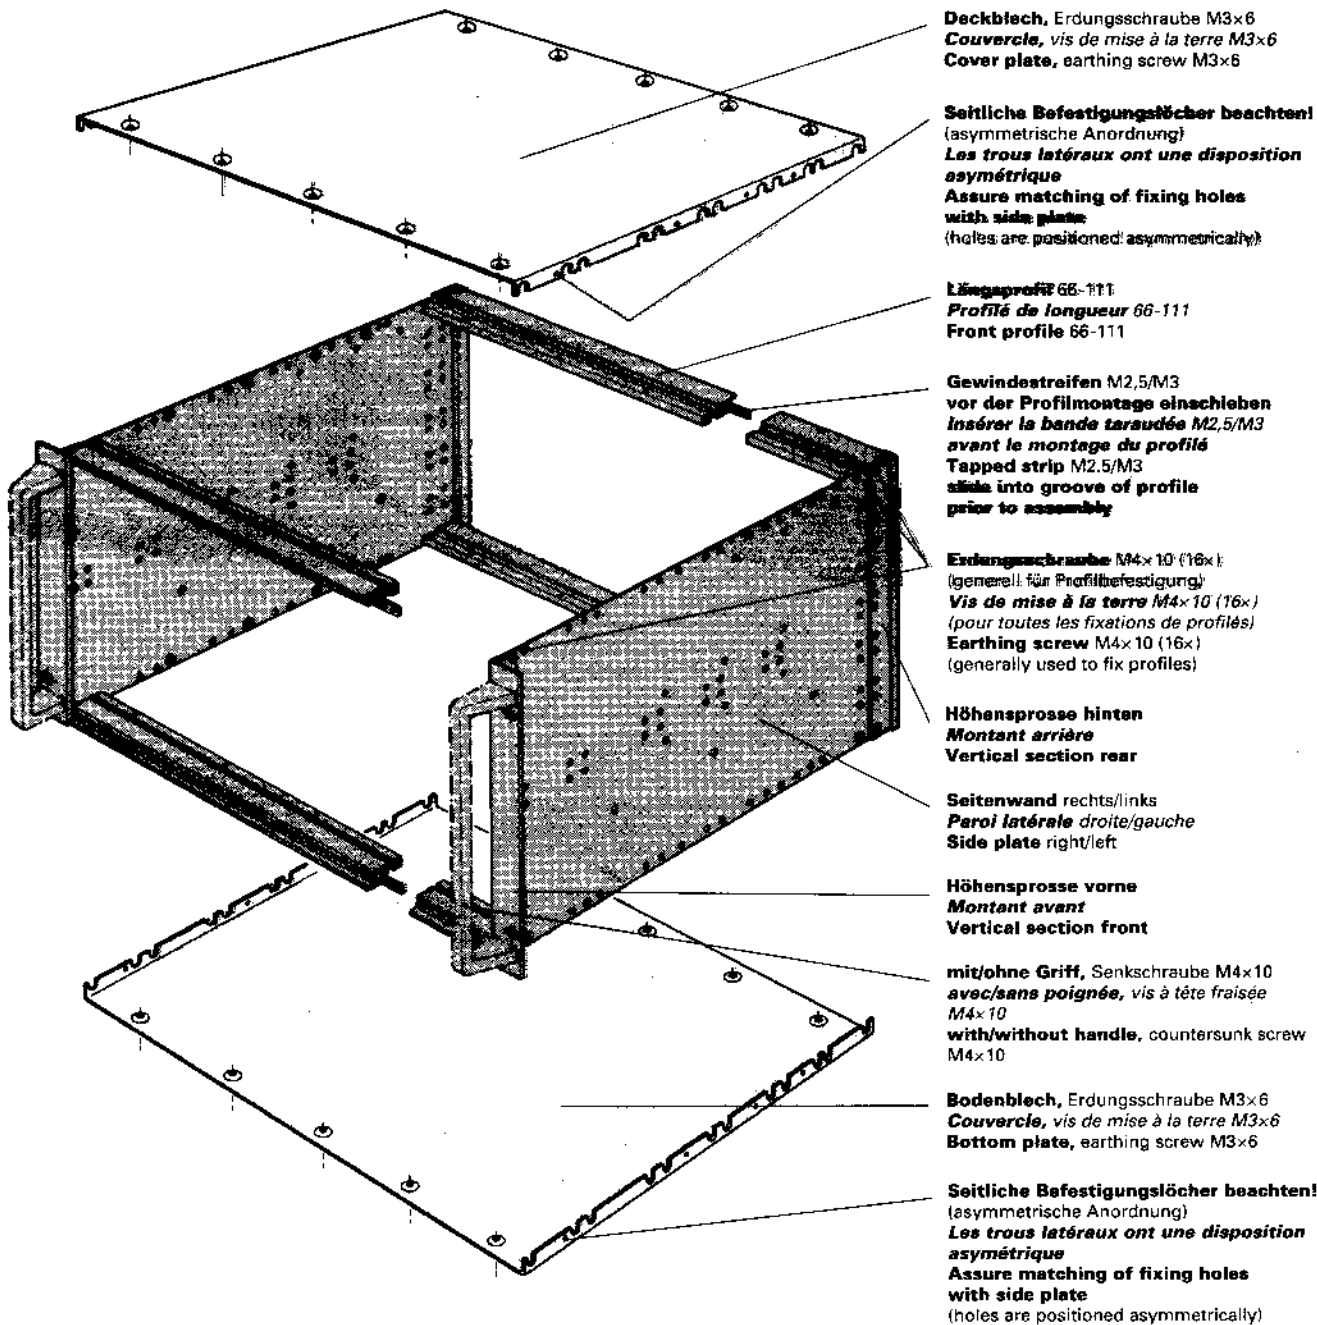 Deckblech, Erdungsschraube M3×6
Couvercle, vis de mise à la terre M3×6
Cover plate, earthing screw M3×6
Seitliche Befestigungslöcher beachten!
(asymmetrische Anordnung)
Les trous latéraux ont une disposition
asymétrique
Assure matching of fixing holes
with side plate
(holes are positioned asymmetrically)
Längsprofil 66-111
Profilé de longueur 66-111
Front profile 66-111
Gewindestreifen M2,5/M3
vor der Profilmontage einschieben
Insérer la bande taraudée M2,5/M3
avant le montage du profilé
Tapped strip M2.5/M3
slide into groove of profile
prior to assembly
Erdungsschraube M4×10 (16×)
(generell für Profilbefestigung)
Vis de mise à la terre M4×10 (16×)
(pour toutes les fixations de profilés)
Earthing screw M4×10 (16×)
(generally used to fix profiles)
Höhensprosse hinten
Montant arrière
Vertical section rear
Seitenwand rechts/links
Paroi latérale droite/gauche
Side plate right/left
Höhensprosse vorne
Montant avant
Vertical section front
mit/ohne Griff, Senkschraube M4×10
avec/sans poignée, vis à tête fraisée
M4×10
with/without handle, countersunk screw
M4×10
Bodenblech, Erdungsschraube M3×6
Couvercle, vis de mise à la terre M3×6
Bottom plate, earthing screw M3×6
Seitliche Befestigungslöcher beachten!
(asymmetrische Anordnung)
Les trous latéraux ont une disposition
asymétrique
Assure matching of fixing holes
with side plate
(holes are positioned asymmetrically)